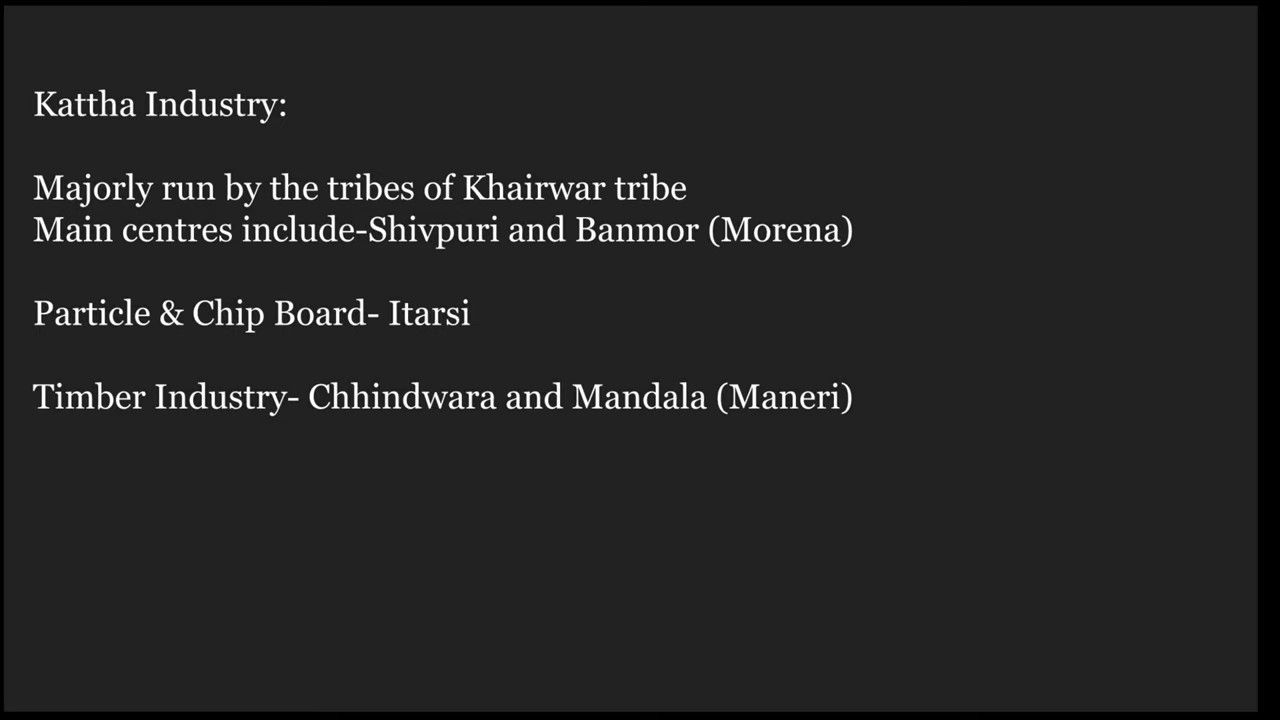 Kattha Industry:
Majorly run by the tribes of Khairwar tribe
Main centres include-Shivpuri and Banmor (Morena)
Particle & Chip Board- Itarsi
Timber Industry- Chhindwara and Mandala (Maneri)